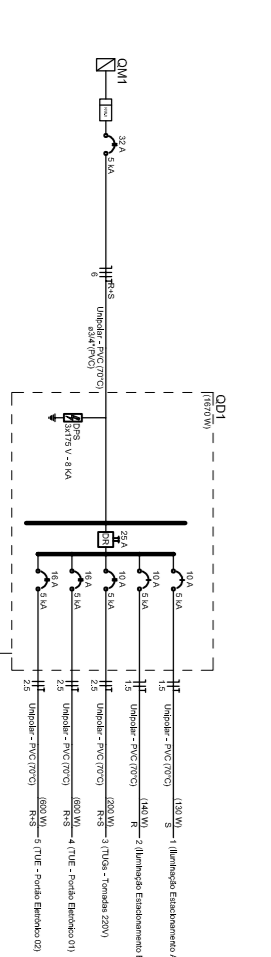 QM1
32 A
5 kA
R+S
6
Unipolar - PVC (70°C)
ø3/4"(PVC)
QD1
(1670 W)
DPS
3x175 V - 8 KA
25 A
DR
10 A
5 kA
1.5
Unipolar - PVC (70°C)
(130 W)
S
1 (Iluminação Estacionamento
10 A
5 kA
1.5
Unipolar - PVC (70°C)
(140 W)
R
2 (Iluminação Estacionamento
10 A
5 kA
2.5
Unipolar - PVC (70°C)
(200 W)
R+S
3 (TUGs - Tomadas 220V)
16 A
5 kA
2.5
Unipolar - PVC (70°C)
(600 W)
R+S
4 (TUE - Portão Eletrônico 01)
16 A
5 kA
2.5
Unipolar - PVC (70°C)
(600 W)
R+S
5 (TUE - Portão Eletrônico 02)